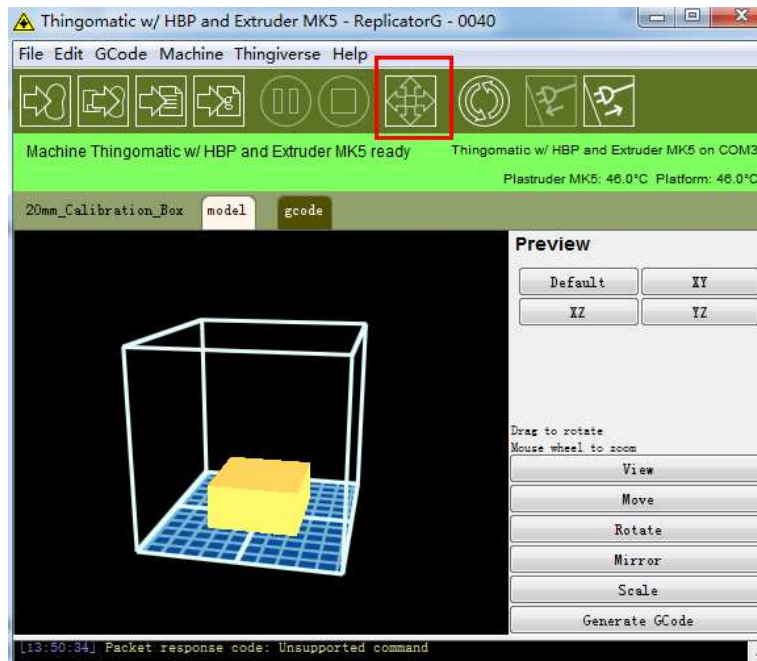 Thingomatic w/ HBP and Extruder MK5 - ReplicatorG - 0040
File Edit GCode Machine Thingiverse Help
Machine Thingomatic w/ HBP and Extruder MK5 ready
Thingomatic w/ HBP and Extruder MK5 on COM3
Plastruder MK5: 46.0°C Platform: 46.0°C
20mm_Calibration_Box model gcode
Preview
Default XY
XZ YZ
Drag to rotate
Mouse wheel to zoom
View
Move
Rotate
Mirror
Scale
Generate GCode
[13:50:34] Packet response code: Unsupported command